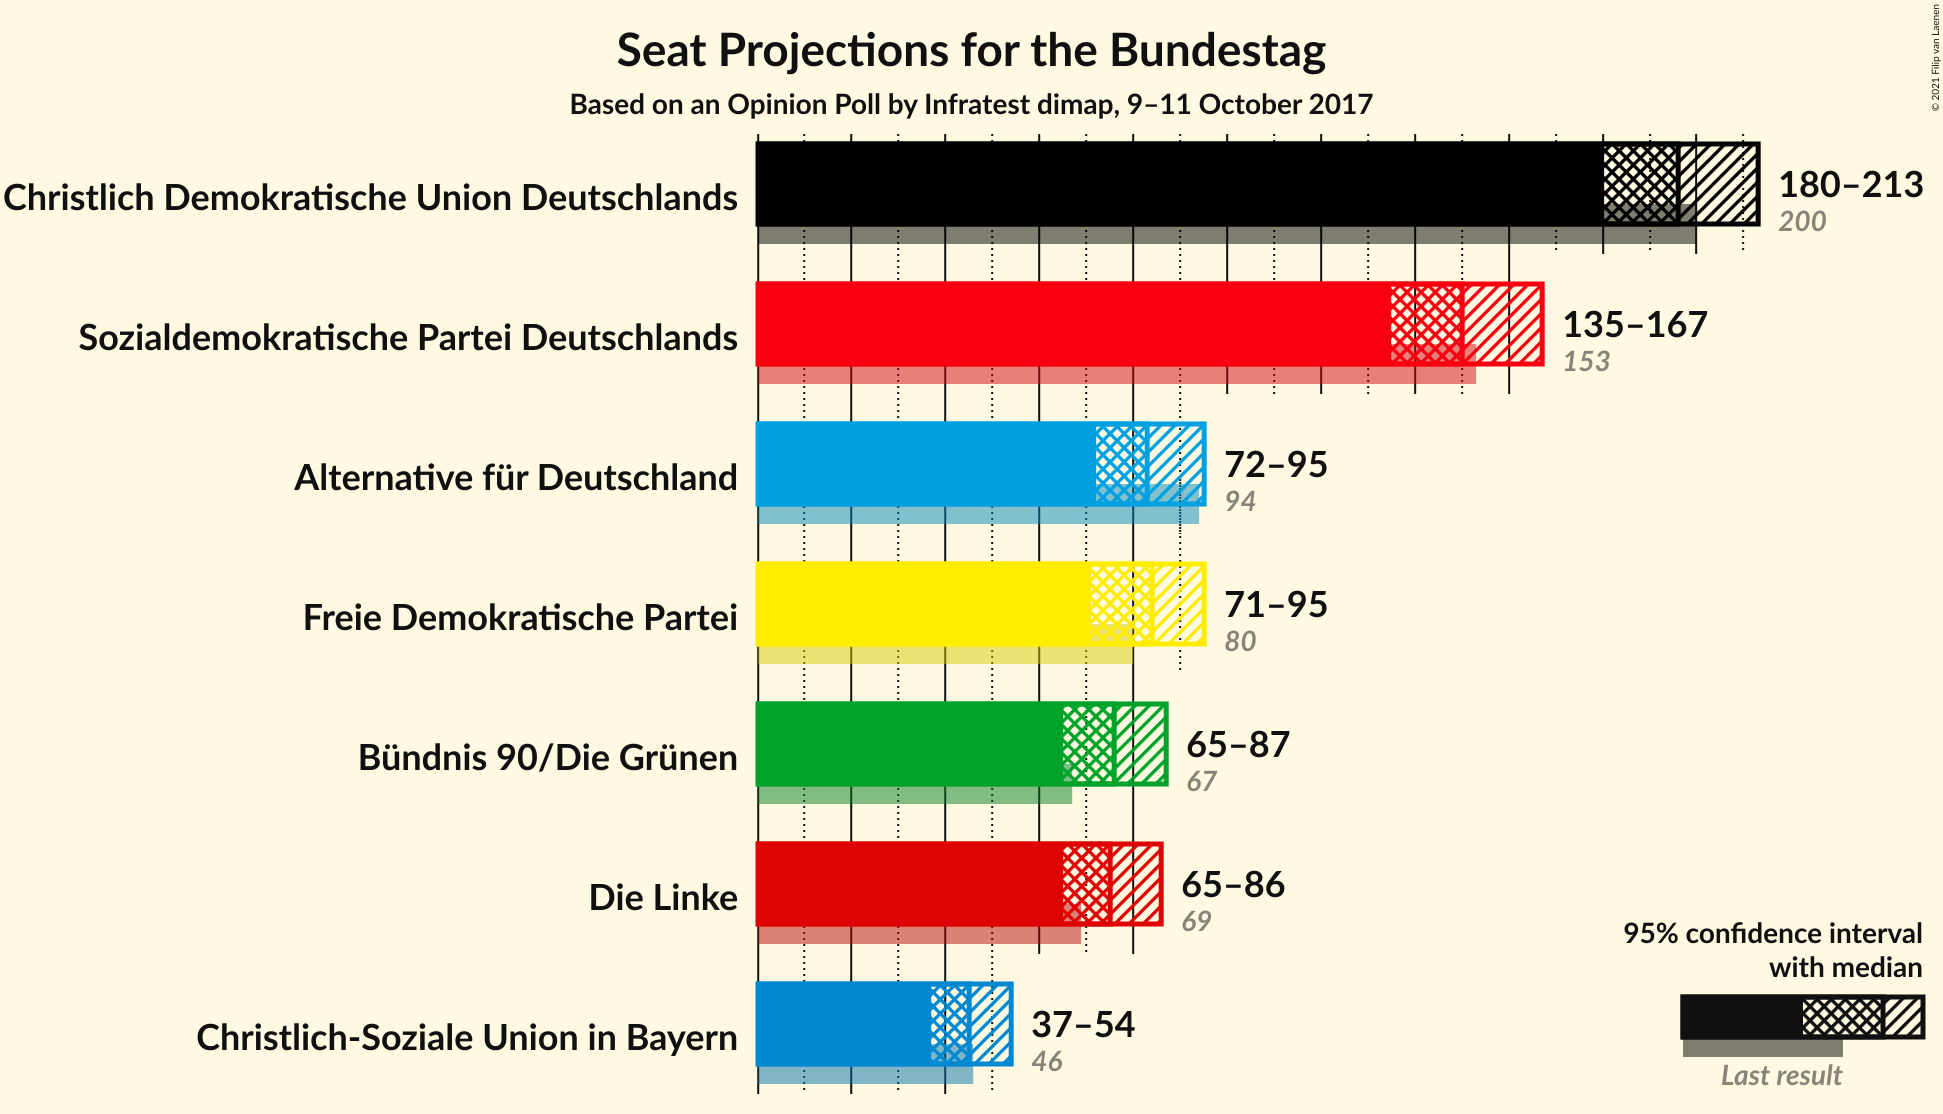 Seat Projections for the Bundestag
Based on an Opinion Poll by Infratest dimap, 9–11 October 2017
© 2021 Filip van Laenen
Christlich Demokratische Union Deutschlands
180–213
200
Sozialdemokratische Partei Deutschlands
135–167
153
Alternative für Deutschland
72–95
94
Freie Demokratische Partei
71–95
80
Bündnis 90/Die Grünen
65–87
67
Die Linke
65–86
69
Christlich-Soziale Union in Bayern
37–54
46
95% confidence interval
with median
Last result